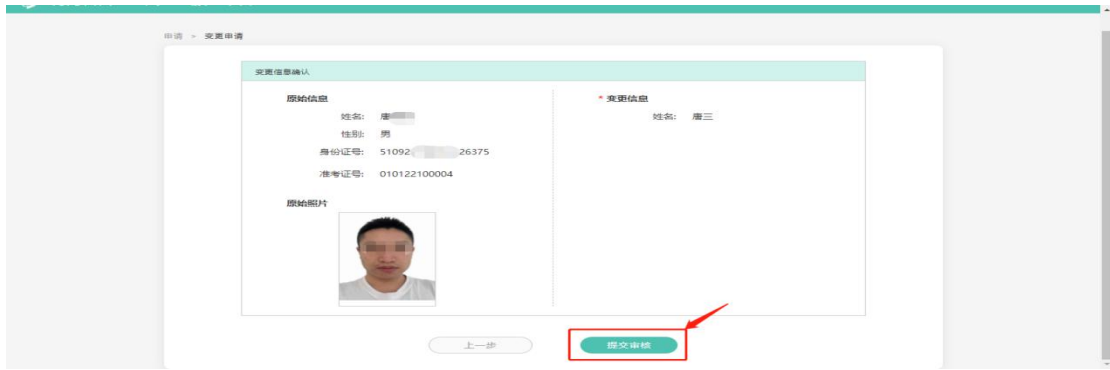 申请 - 变更申请
变更信息确认
原始信息
姓名: 唐
性别: 男
身份证号: 51092 26375
准考证号: 010122100004
原始照片
* 变更信息
姓名: 唐三
上一步
提交审核